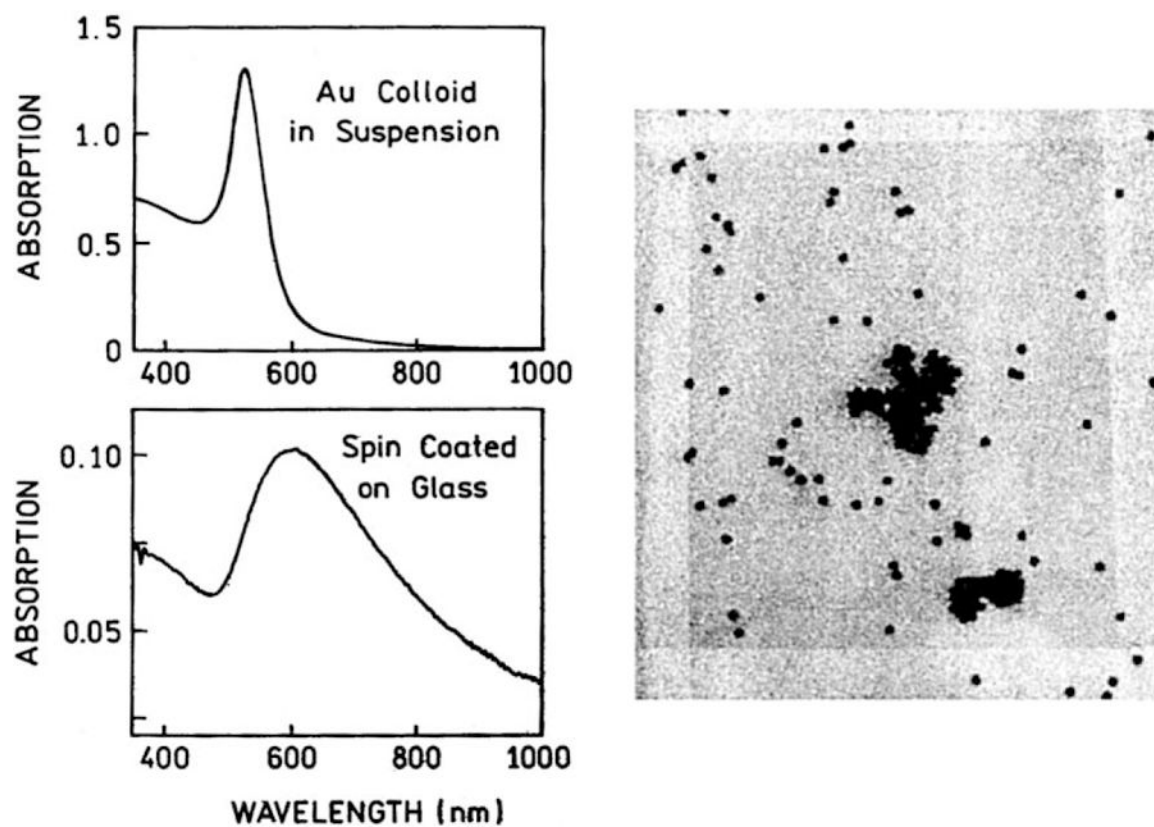 1.5
1.0
0.5
0
ABSORPTION
Au Colloid
in Suspension
400 600 800 1000
0.10
0.05
ABSORPTION
Spin Coated
on Glass
400 600 800 1000
WAVELENGTH (nm)